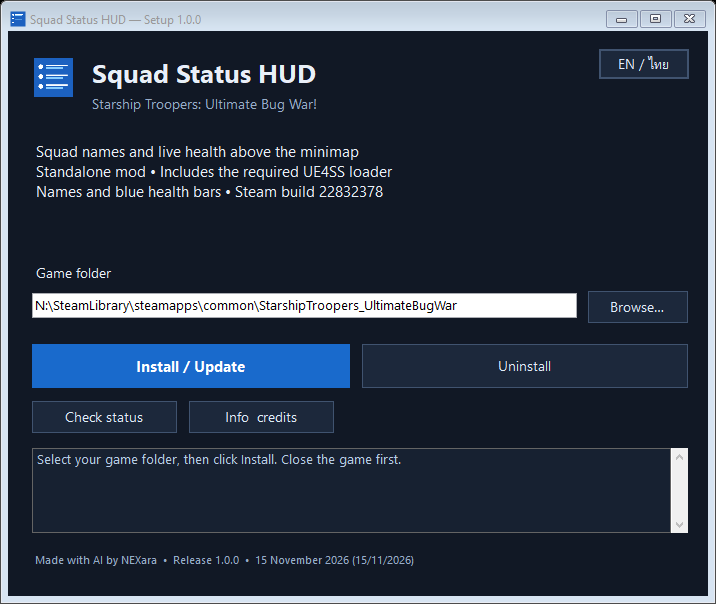 Squad Status HUD — Setup 1.0.0
Squad Status HUD
EN / ไทย
Starship Troopers: Ultimate Bug War!
Squad names and live health above the minimap
Standalone mod • Includes the required UE4SS loader
Names and blue health bars • Steam build 22832378
Game folder
N:\SteamLibrary\steamapps\common\StarshipTroopers_UltimateBugWar
Browse...
Install / Update
Uninstall
Check status
Info  credits
Select your game folder, then click Install. Close the game first.
Made with AI by NEXara • Release 1.0.0 • 15 November 2026 (15/11/2026)